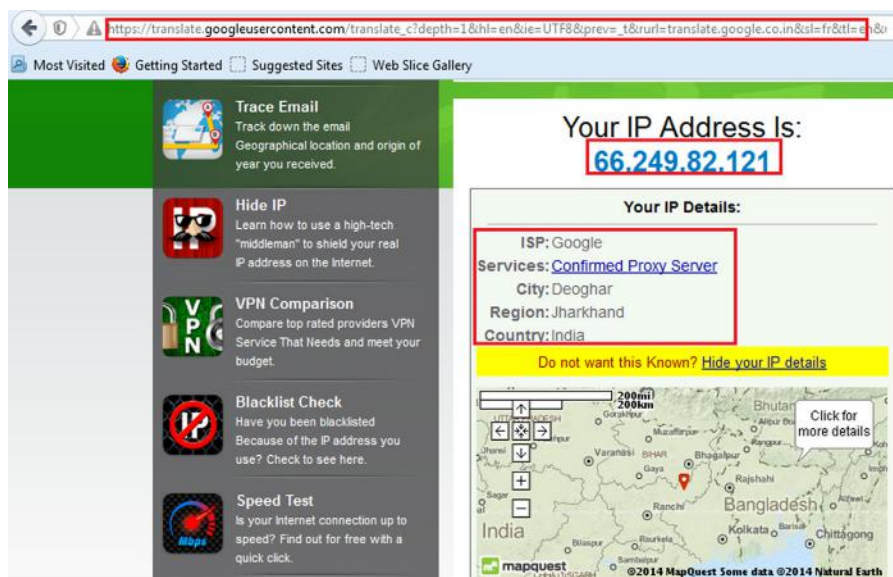 https://translate.googleusercontent.com/translate_c?depth=1&hl=en&ie=UTF8&prev=_t&rurl=translate.google.co.in&sl=fr&tl=en&u
Most Visited Getting Started Suggested Sites Web Slice Gallery
Trace Email
Track down the email
Geographical location and origin of
year you received.
Hide IP
Learn how to use a high-tech
"middleman" to shield your real
IP address on the Internet.
VPN Comparison
Compare top rated providers VPN
Service That Needs and meet your
budget.
Blacklist Check
Have you been blacklisted
Because of the IP address you
use? Check to see here.
Speed Test
Is your Internet connection up to
speed? Find out for free with a
quick click.
Your IP Address Is:
66.249.82.121
Your IP Details:
ISP: Google
Services: Confirmed Proxy Server
City: Deoghar
Region: Jharkhand
Country: India
Do not want this Known? Hide your IP details
200mi
200km
Click for
more details
Bhutan
Gorakhpur
Muzaffarpur
Varanasi
BIHAR
Bhagalpur
Gaya
Rajshahi
Ranchi
Bangladesh
India
Kolkata
Barisal
Chittagong
Bilaspur
Raurkela
Sambalpur
mapquest
©2014 MapQuest Some data ©2014 Natural Earth